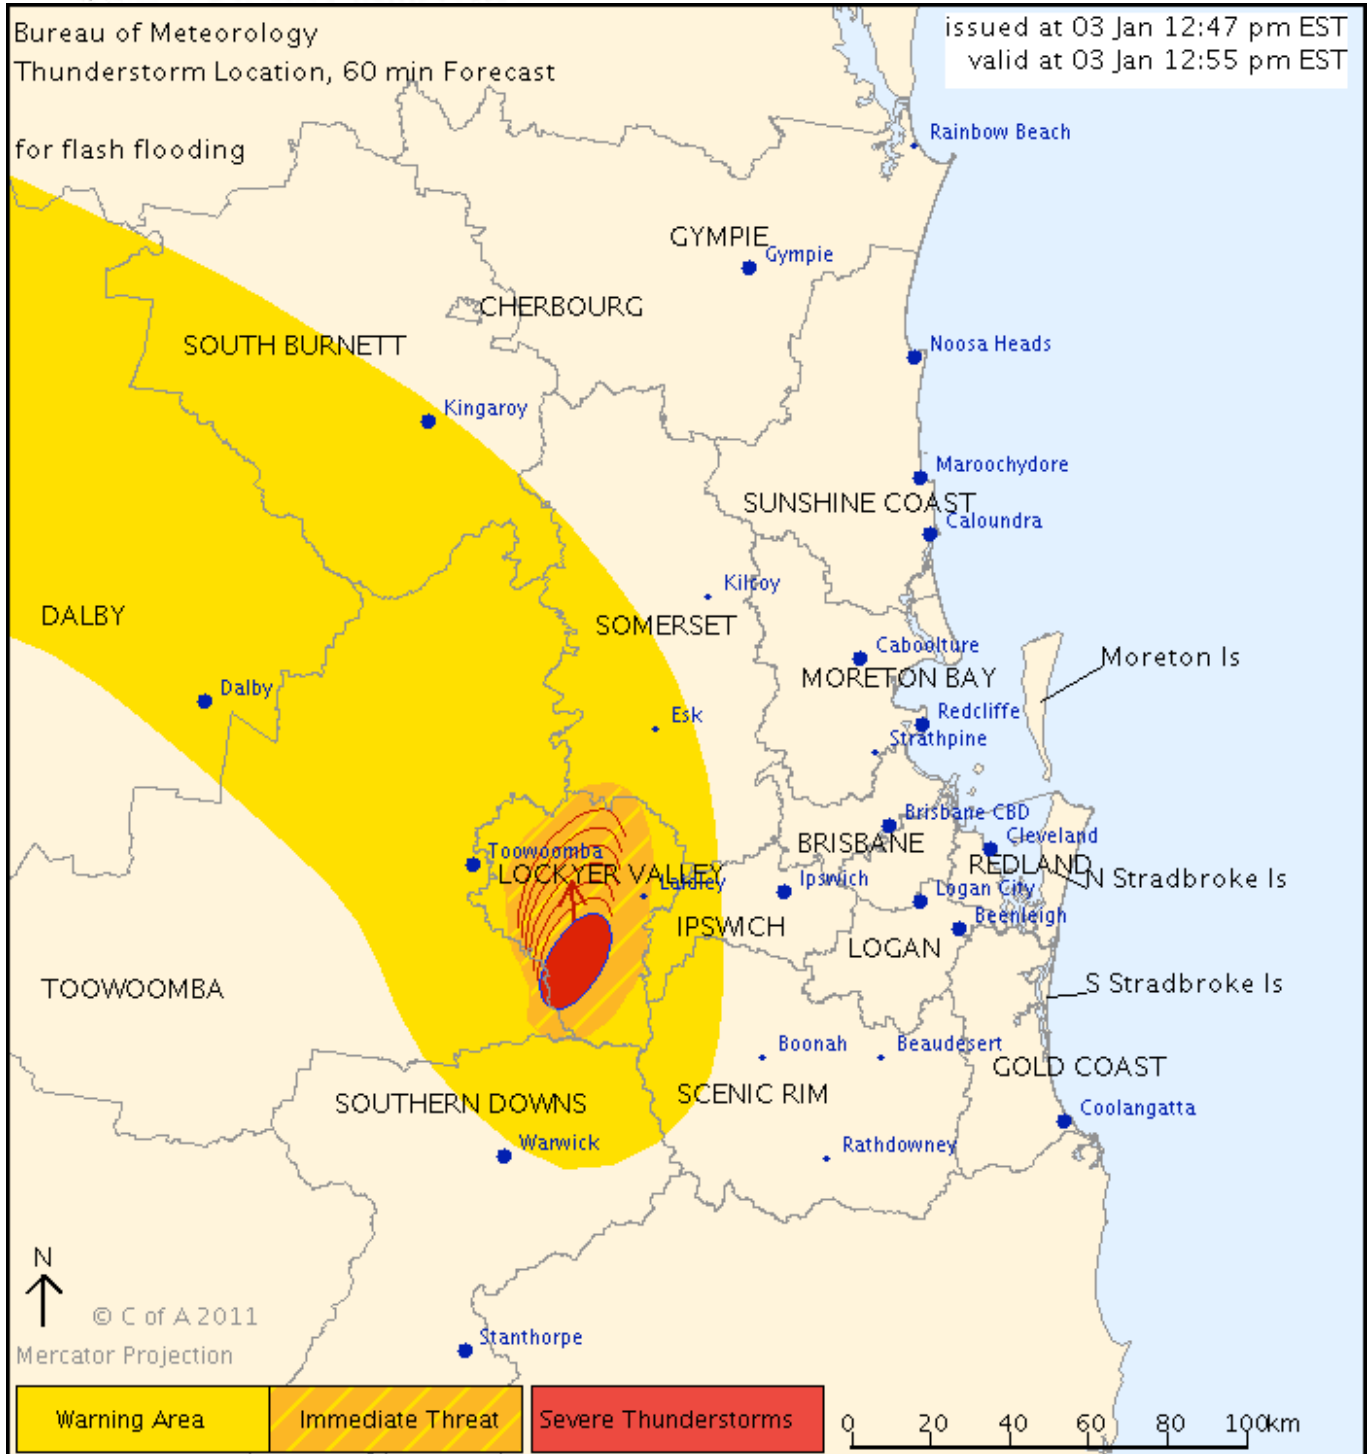 Bureau of Meteorology
Thunderstorm Location, 60 min Forecast
for flash flooding
issued at 03 Jan 12:47 pm EST
valid at 03 Jan 12:55 pm EST
Rainbow Beach
GYMPIE
Gympie
CHERBOURG
SOUTH BURNETT
Noosa Heads
Kingaroy
Maroochydore
SUNSHINE COAST
Caloundra
Kilcoy
DALBY
SOMERSET
Caboolture
Moreton Is
MORETON BAY
Dalby
Esk
Redcliffe
Strathpine
Brisbane CBD
BRISBANE
Cleveland
REDLAND
Toowoomba
LOCKYER VALLEY
Laidley
Ipswich
Logan City
N Stradbroke Is
IPSWICH
Beenleigh
LOGAN
TOOWOOMBA
S Stradbroke Is
Boonah
Beaudesert
GOLD COAST
SCENIC RIM
SOUTHERN DOWNS
Coolangatta
Warwick
Rathdowney
N
© C of A 2011
Stanthorpe
Mercator Projection
Warning Area
Immediate Threat
Severe Thunderstorms
0 20 40 60 80 100km